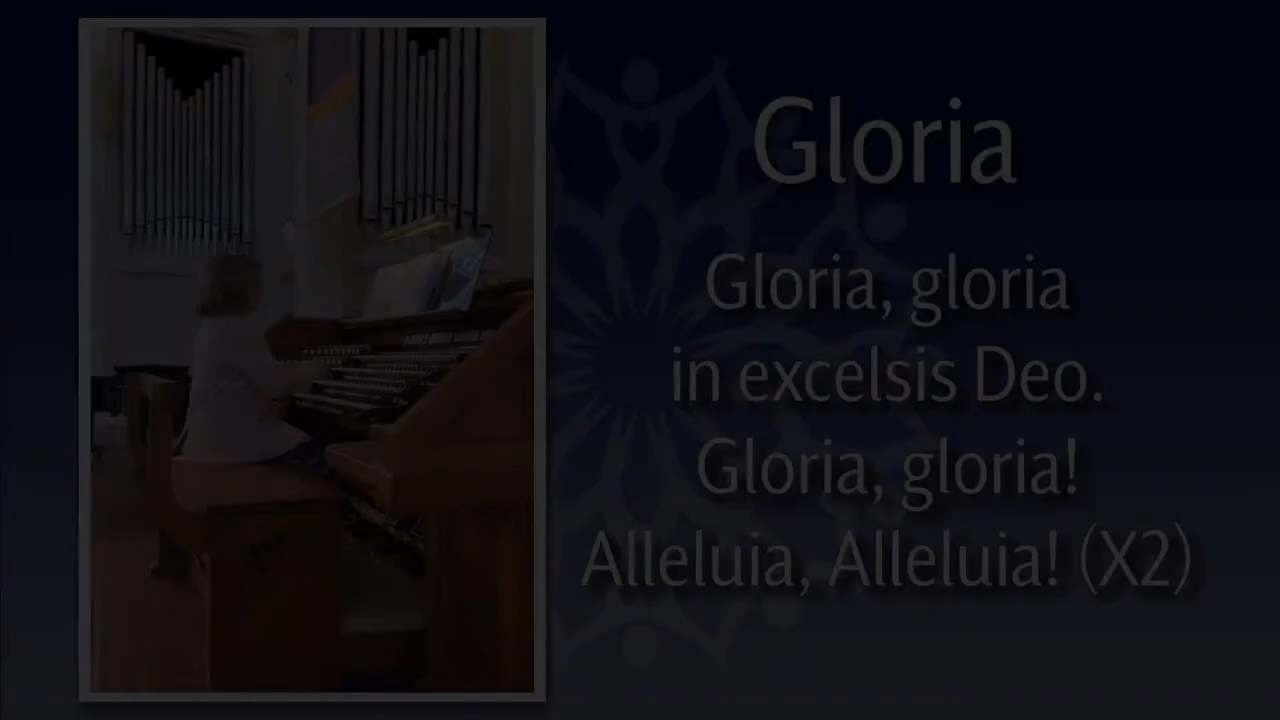 Gloria
Gloria, gloria
in excelsis Deo.
Gloria, gloria!
Alleluia, Alleluia! (X2)